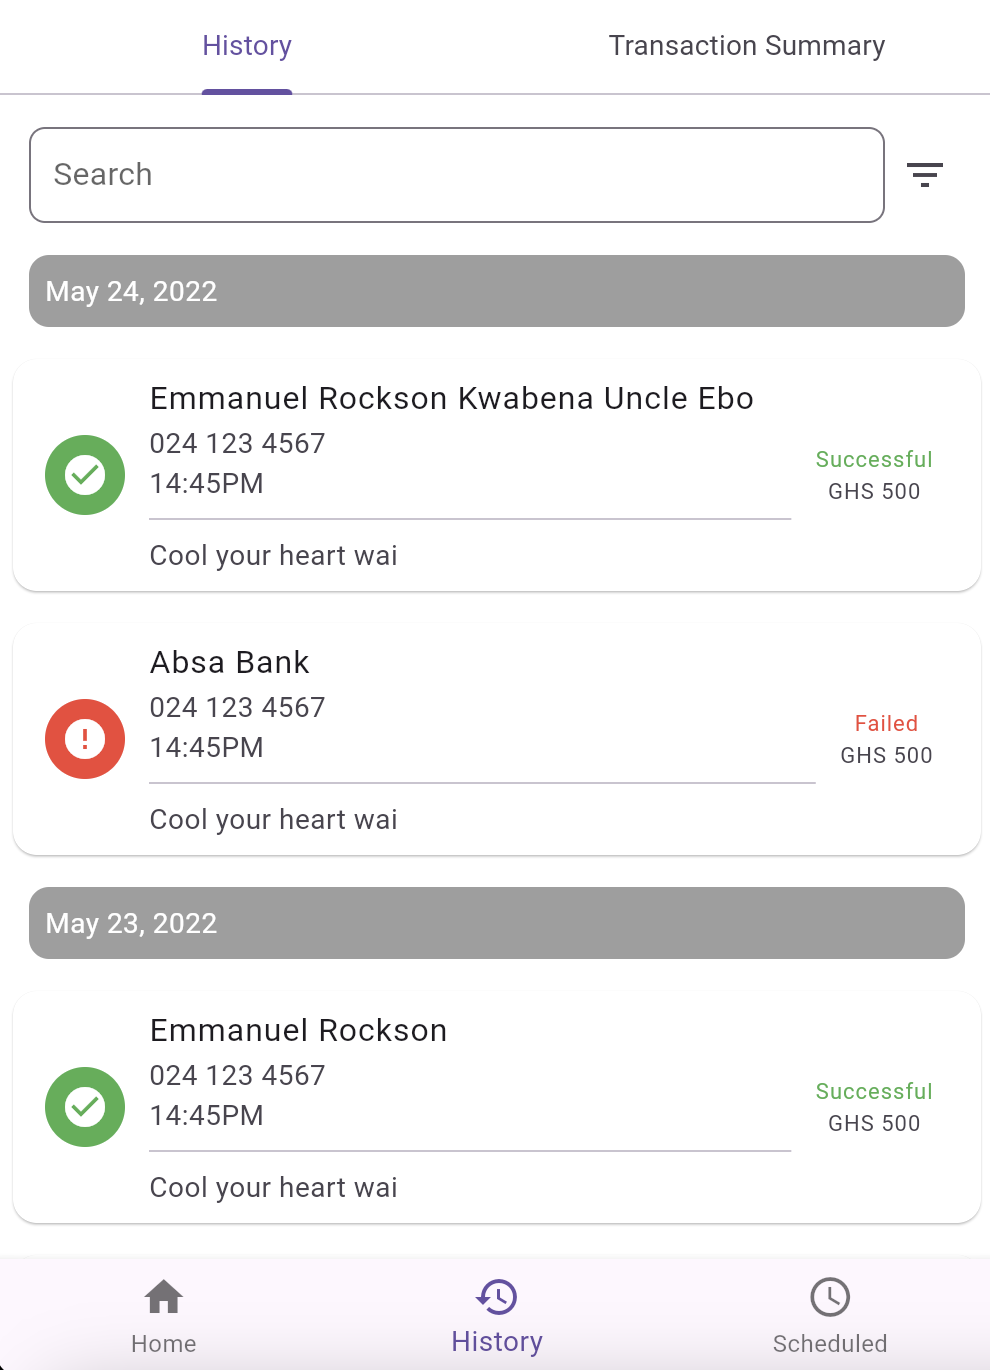 History
Transaction Summary
Search
May 24, 2022
Emmanuel Rockson Kwabena Uncle Ebo
024 123 4567
14:45PM
Successful
GHS 500
Cool your heart wai
Absa Bank
024 123 4567
14:45PM
Failed
GHS 500
Cool your heart wai
May 23, 2022
Emmanuel Rockson
024 123 4567
14:45PM
Successful
GHS 500
Cool your heart wai
Home
History
Scheduled